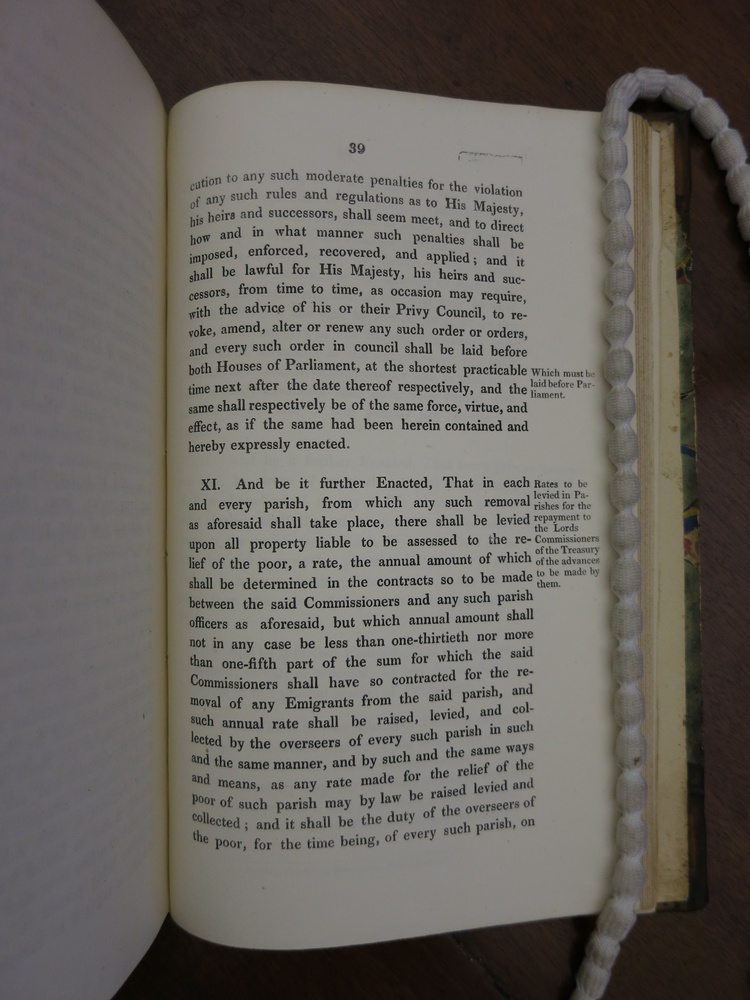 39
cution to any such moderate penalties for the violation
of any such rules and regulations as to His Majesty,
his heirs and successors, shall seem meet, and to direct
how and in what manner such penalties shall be
imposed, enforced, recovered, and applied; and it
shall be lawful for His Majesty, his heirs and suc-
cessors, from time to time, as occasion may require,
with the advice of his or their Privy Council, to re-
voke, amend, alter or renew any such order or orders,
and every such order in council shall be laid before
both Houses of Parliament, at the shortest practicable
time next after the date thereof respectively, and the
same shall respectively be of the same force, virtue, and
effect, as if the same had been herein contained and
hereby expressly enacted.
Which must be
laid before Par-
liament.
XI. And be it further Enacted, That in each
and every parish, from which any such removal
as aforesaid shall take place, there shall be levied
upon all property liable to be assessed to the re-
lief of the poor, a rate, the annual amount of which
shall be determined in the contracts so to be made
between the said Commissioners and any such parish
officers as aforesaid, but which annual amount shall
not in any case be less than one-thirtieth nor more
than one-fifth part of the sum for which the said
Commissioners shall have so contracted for the re-
moval of any Emigrants from the said parish, and
such annual rate shall be raised, levied, and col-
lected by the overseers of every such parish in such
and the same manner, and by such and the same ways
and means, as any rate made for the relief of the
poor of such parish may by law be raised levied and
collected; and it shall be the duty of the overseers of
the poor, for the time being, of every such parish, on
Rates to be
levied in Pa-
rishes for the
repayment to
the Lords
Commissioners
of the Treasury
of the advances
to be made by
them.